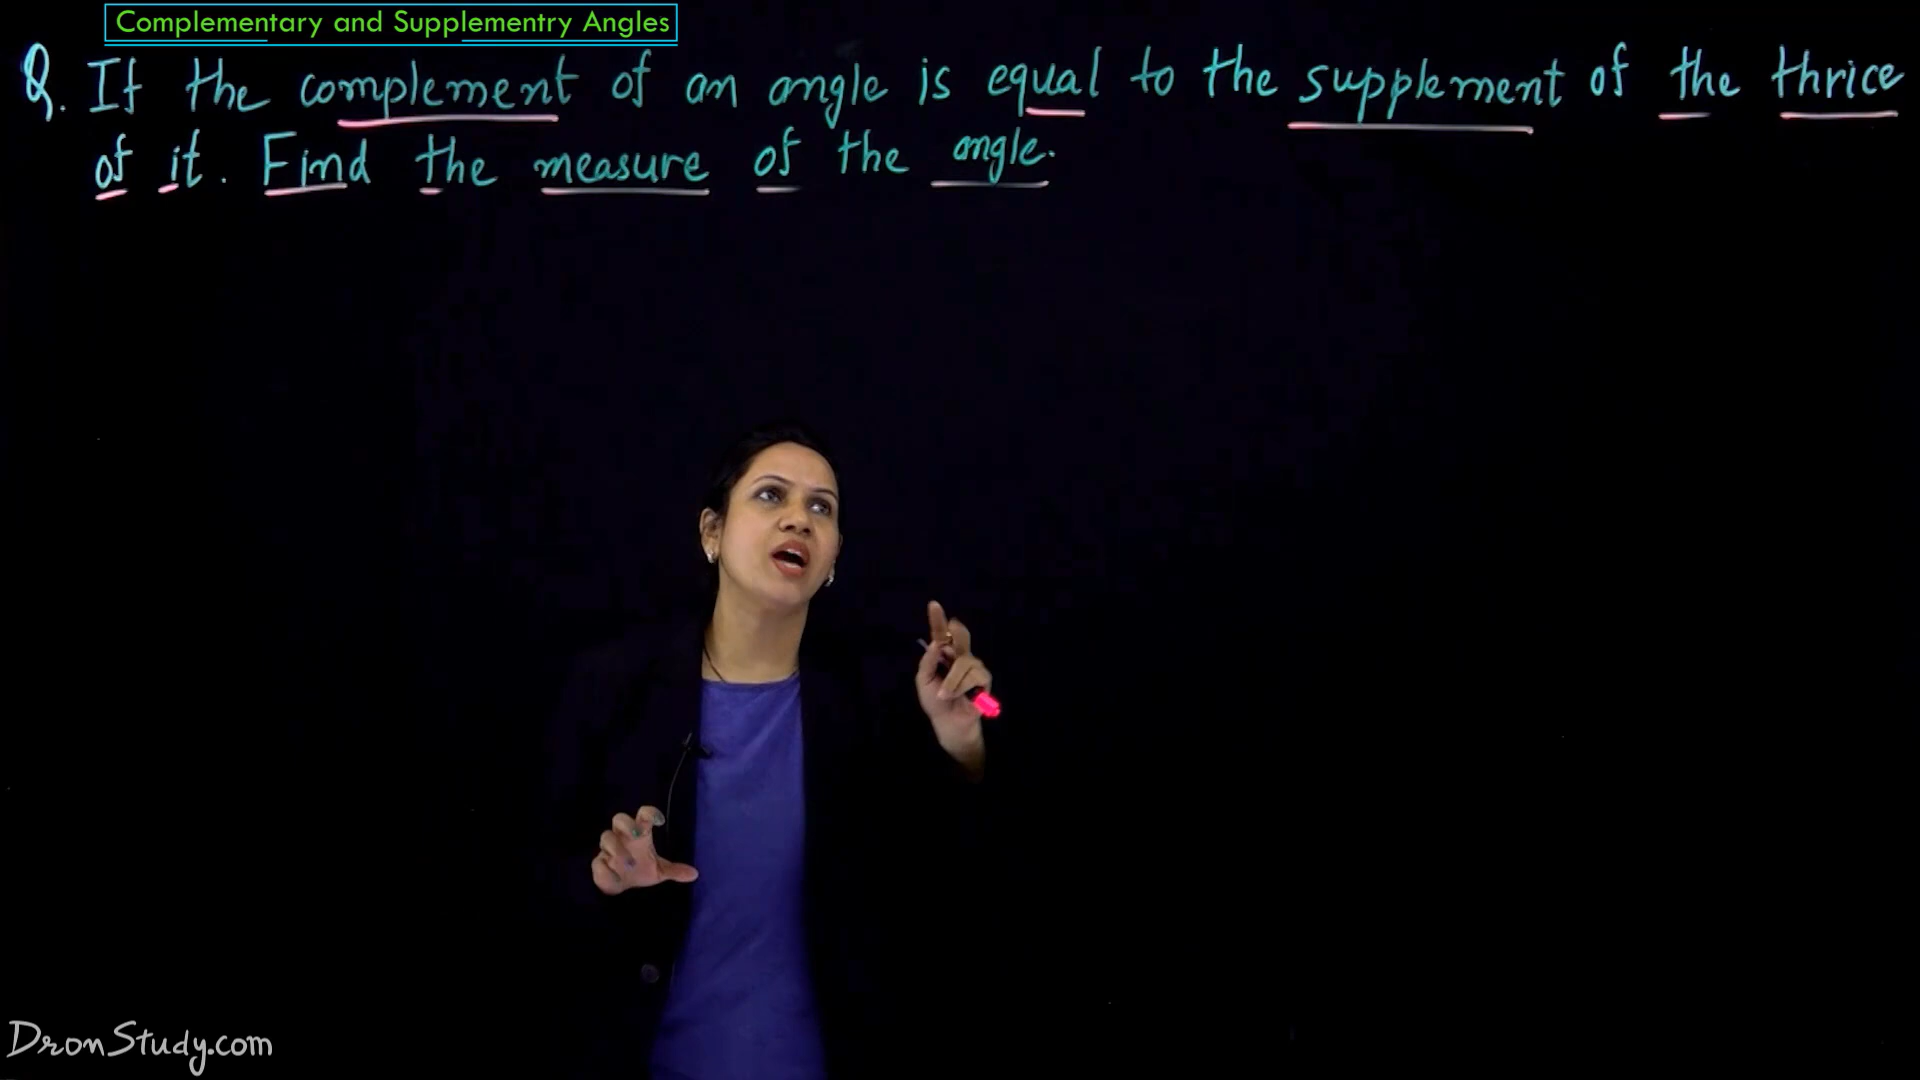 Complementary and Supplementry Angles
Q. If the complement of an angle is equal to the supplement of the thrice
of it. Find the measure of the angle.
DronStudy.com